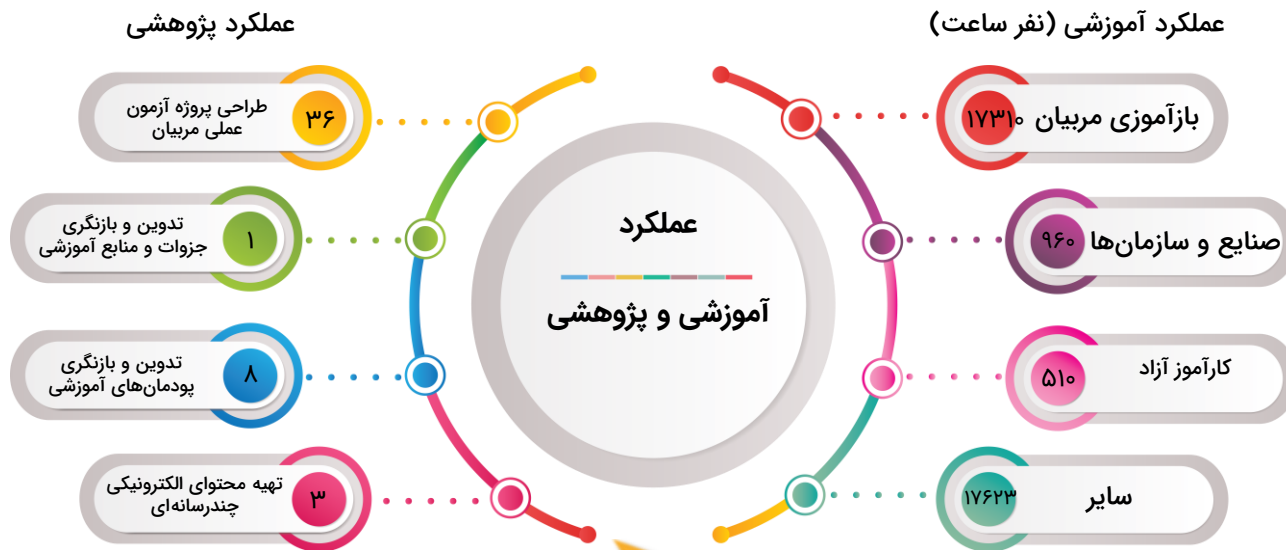 عملکرد آموزشی (نفر ساعت)
۱۷۳۱۰
بازآموزی مربیان
۹۶۰
صنایع و سازمان‌ها
۵۱۰
کارآموز آزاد
۱۷۶۲۳
سایر
عملکرد
آموزشی و پژوهشی
عملکرد پژوهشی
۳۶
طراحی پروژه آزمون
عملی مربیان
۱
تدوین و بازنگری
جزوات و منابع آموزشی
۸
تدوین و بازنگری
پودمان‌های آموزشی
۳
تهیه محتوای الکترونیکی
چندرسانه‌ای